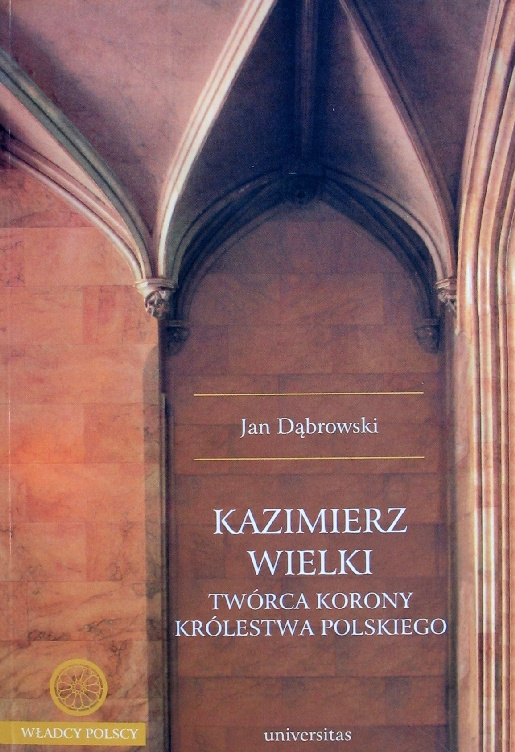 Jan Dąbrowski
KAZIMIERZ
WIELKI
TWÓRCA KORONY
KRÓLESTWA POLSKIEGO
WŁADCY POLSCY
universitas